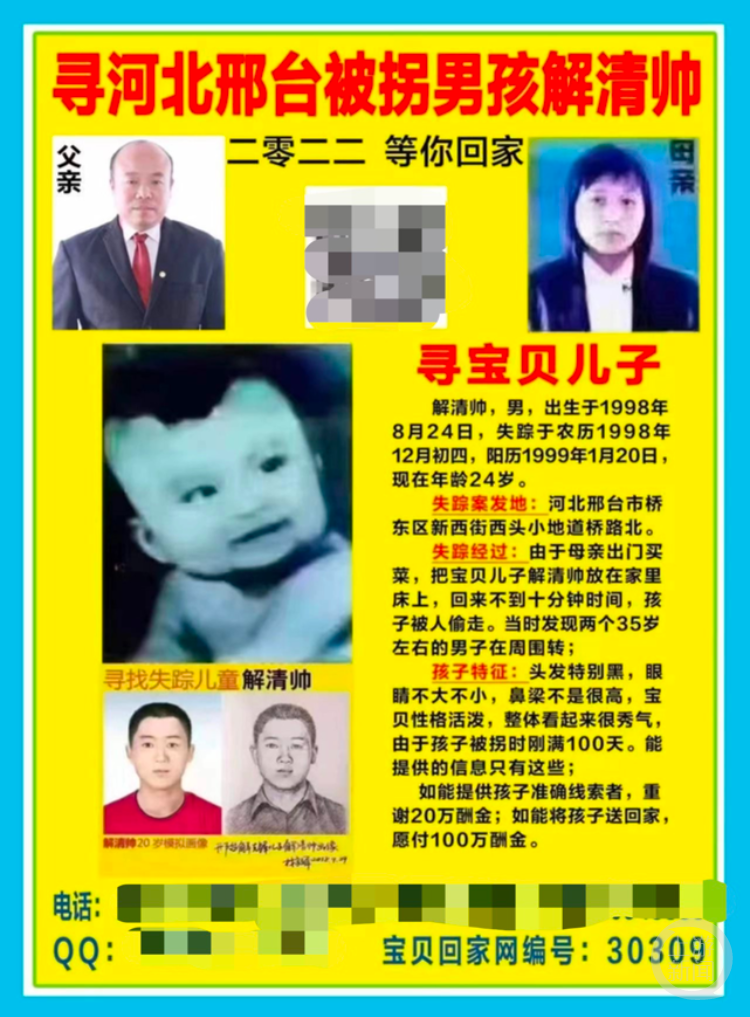 寻河北邢台被拐男孩解清帅
父亲
二零二二 等你回家
母亲
寻宝贝儿子
解清帅，男，出生于1998年
8月24日，失踪于农历1998年
12月初四，阳历1999年1月20日，
现在年龄24岁。
失踪案发地：河北邢台市桥
东区新西街西头小地道桥路北。
失踪经过：由于母亲出门买
菜，把宝贝儿子解清帅放在家里
床上，回来不到十分钟时间，孩
子被人偷走。当时发现两个35岁
左右的男子在周围转；
孩子特征：头发特别黑，眼
睛不大不小，鼻梁不是很高，宝
贝性格活泼，整体看起来很秀气，
由于孩子被拐时刚满100天。能
提供的信息只有这些；
如能提供孩子准确线索者，重
谢20万酬金；如能将孩子送回家，
愿付100万酬金。
寻找失踪儿童解清帅
解清帅20岁模拟画像
电话：
QQ：
宝贝回家网编号：30309